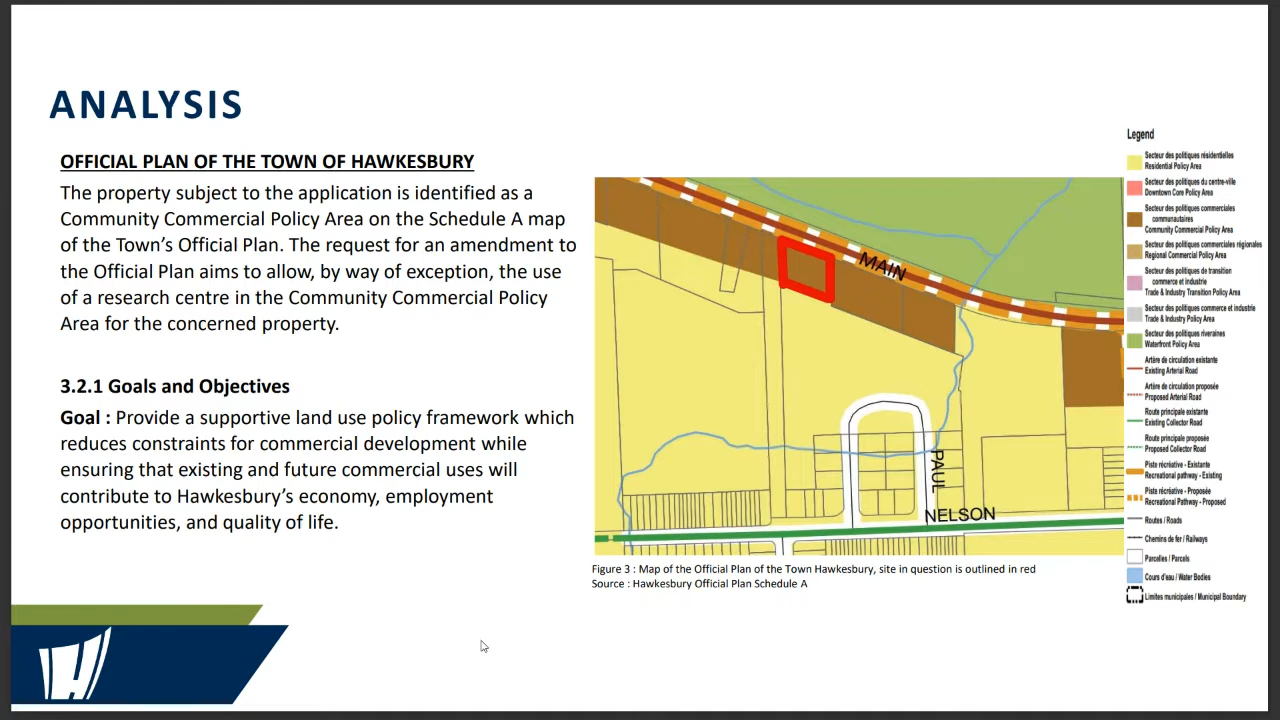 ANALYSIS
OFFICIAL PLAN OF THE TOWN OF HAWKESBURY
The property subject to the application is identified as a
Community Commercial Policy Area on the Schedule A map
of the Town's Official Plan. The request for an amendment to
the Official Plan aims to allow, by way of exception, the use
of a research centre in the Community Commercial Policy
Area for the concerned property.
3.2.1 Goals and Objectives
Goal : Provide a supportive land use policy framework which
reduces constraints for commercial development while
ensuring that existing and future commercial uses will
contribute to Hawkesbury's economy, employment
opportunities, and quality of life.
MAIN
PAUL
NELSON
Figure 3 : Map of the Official Plan of the Town Hawkesbury, site in question is outlined in red
Source : Hawkesbury Official Plan Schedule A
Legend
Secteur des politiques résidentielles
Residential Policy Area
Secteur des politiques du centre-ville
Downtown Core Policy Area
Secteur des politiques commerciales
communautaires
Community Commercial Policy Area
Secteur des politiques commerciales régionales
Regional Commercial Policy Area
Secteur des politiques de transition
commerce et industrie
Trade & Industry Transition Policy Area
Secteur des politiques commerce et industrie
Trade & Industry Policy Area
Secteur des politiques riveraines
Waterfront Policy Area
Artère de circulation existante
Existing Arterial Road
Artère de circulation proposée
Proposed Arterial Road
Route principale existante
Existing Collector Road
Route principale proposée
Proposed Collector Road
Piste récréative - Existante
Recreational pathway - Existing
Piste récréative - Proposée
Recreational Pathway - Proposed
Routes / Roads
Chemins de fer / Railways
Parcelles / Parcels
Cours d'eau / Water Bodies
Limites municipales / Municipal Boundary